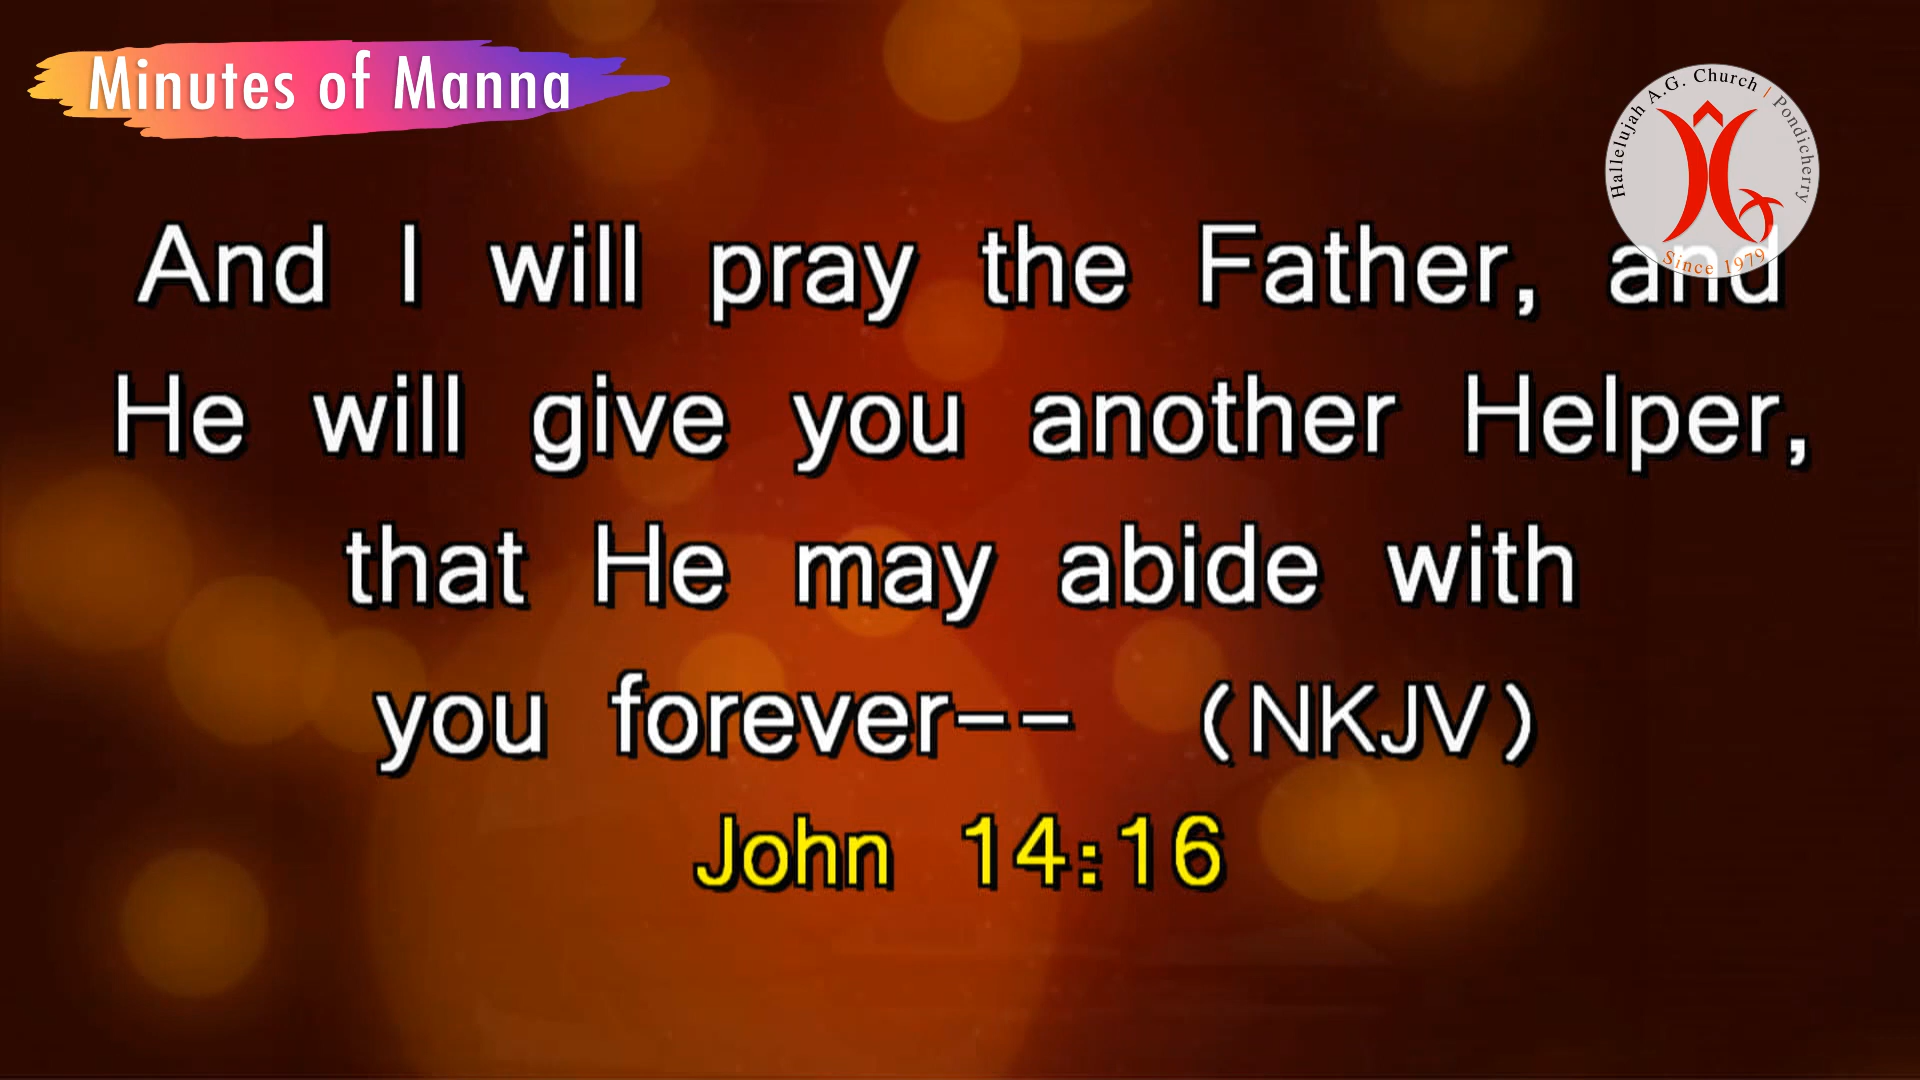 Minutes of Manna
Hallelujah A.G. Church | Pondicherry
Since 1979
And I will pray the Father, and
He will give you another Helper,
that He may abide with
you forever-- (NKJV)
John 14:16